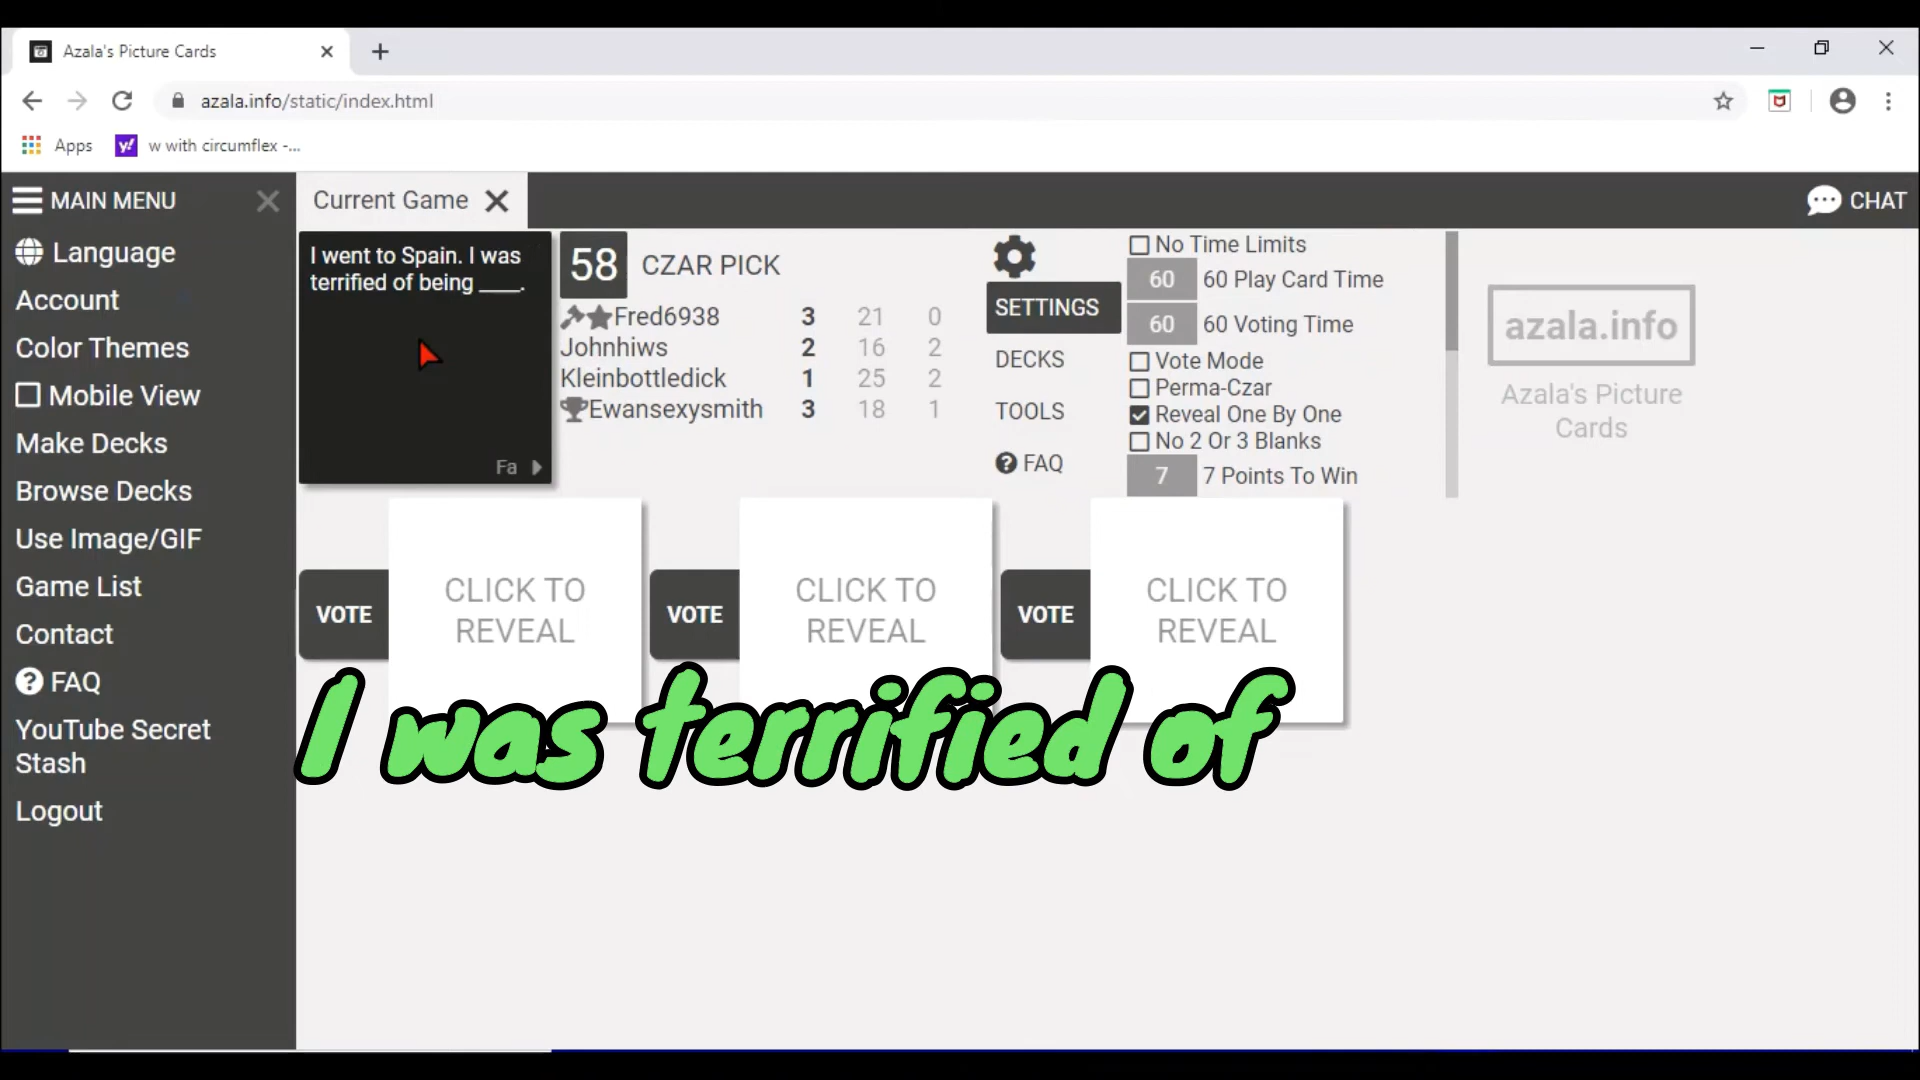 Azala's Picture Cards
azala.info/static/index.html
Apps
y!
w with circumflex -...
MAIN MENU
Current Game
CHAT
Language
Account
Color Themes
Mobile View
Make Decks
Browse Decks
Use Image/GIF
Game List
Contact
? FAQ
YouTube Secret
Stash
Logout
I went to Spain. I was
terrified of being ____.
Fa
58 CZAR PICK
Fred6938 3 21 0
Johnhiws 2 16 2
Kleinbottledick 1 25 2
Ewansexysmith 3 18 1
SETTINGS
DECKS
TOOLS
? FAQ
No Time Limits
60 60 Play Card Time
60 60 Voting Time
Vote Mode
Perma-Czar
Reveal One By One
No 2 Or 3 Blanks
7 7 Points To Win
azala.info
Azala's Picture
Cards
VOTE
CLICK TO
REVEAL
VOTE
CLICK TO
REVEAL
VOTE
CLICK TO
REVEAL
I was terrified of